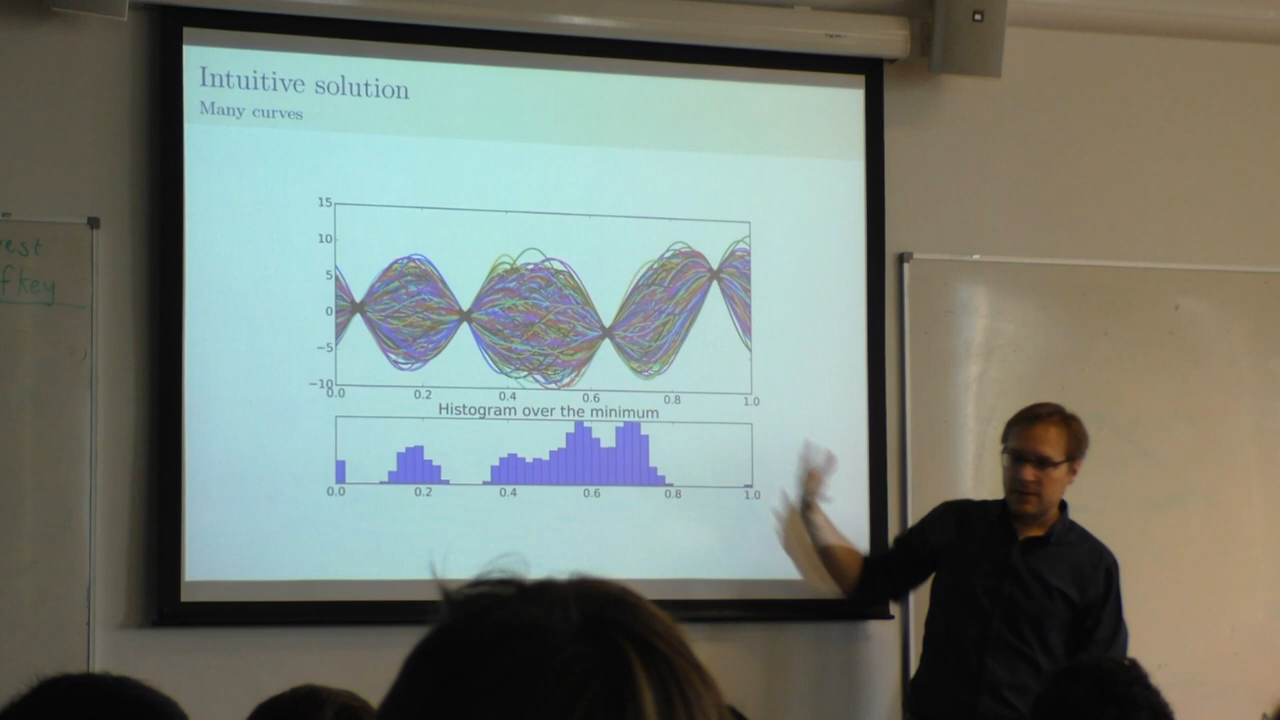 Intuitive solution
Many curves
15
10
5
0
−5
−10
0.0 0.2 0.4 0.6 0.8 1.0
Histogram over the minimum
0.0 0.2 0.4 0.6 0.8 1.0
est
fkey